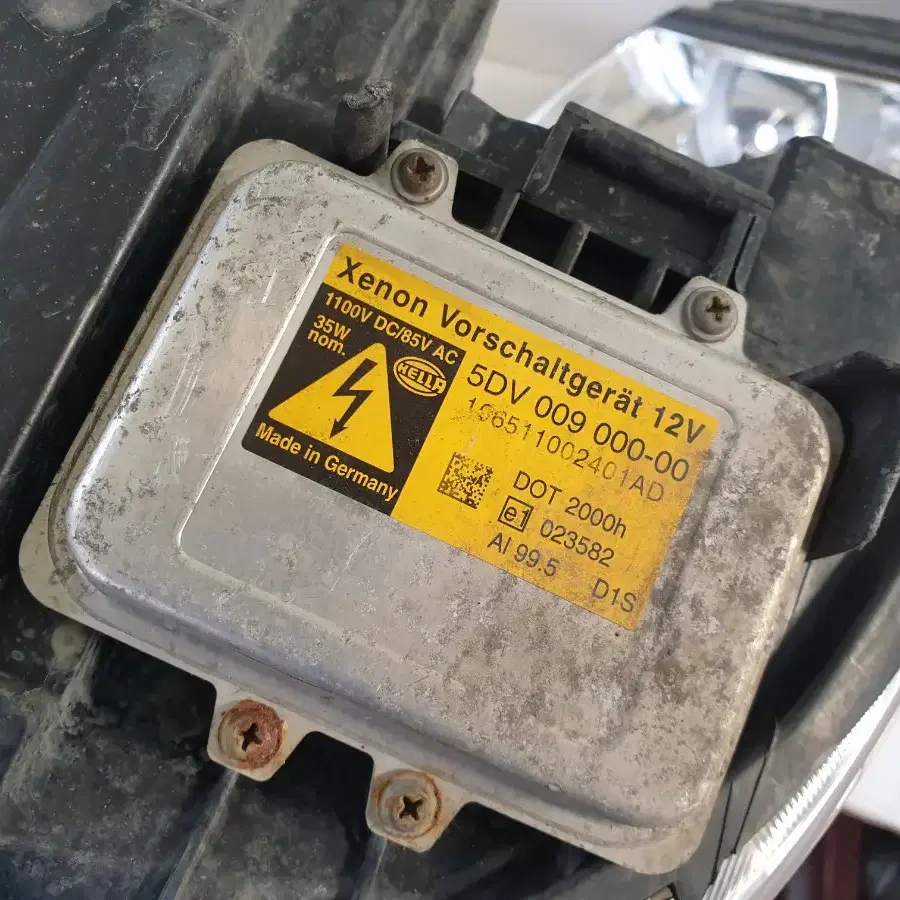 Xenon Vorschaltgerät 12V
1100V DC/85V AC
35W
nom.
HELLA
Made in Germany
5DV 009 000-00
106511002401AD
DOT 2000h
e1 023582
Al 99.5 D1S